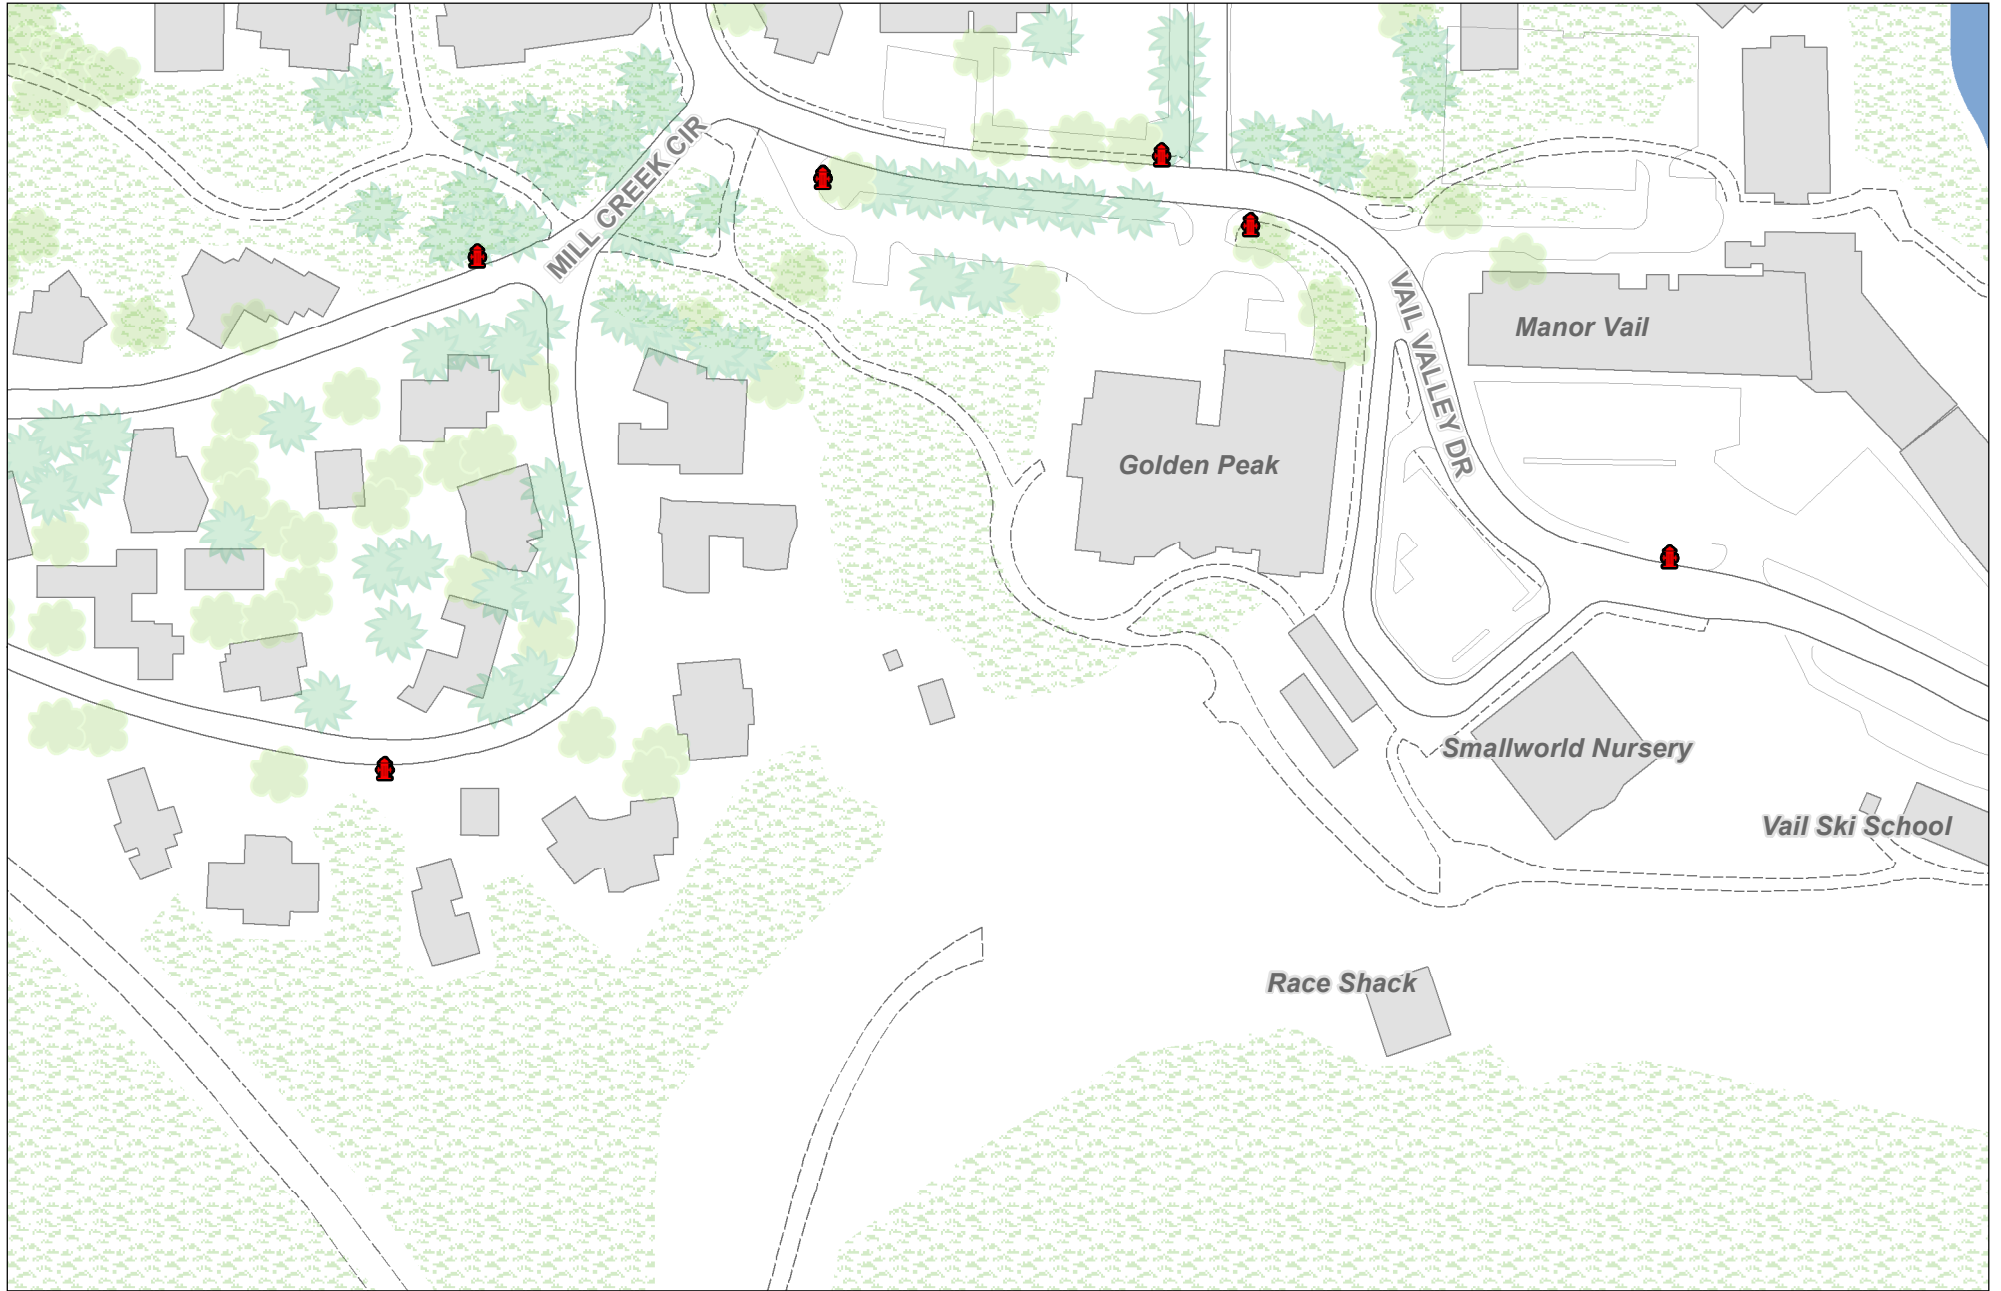 MILL CREEK CIR
VAIL VALLEY DR
Manor Vail
Golden Peak
Smallworld Nursery
Vail Ski School
Race Shack